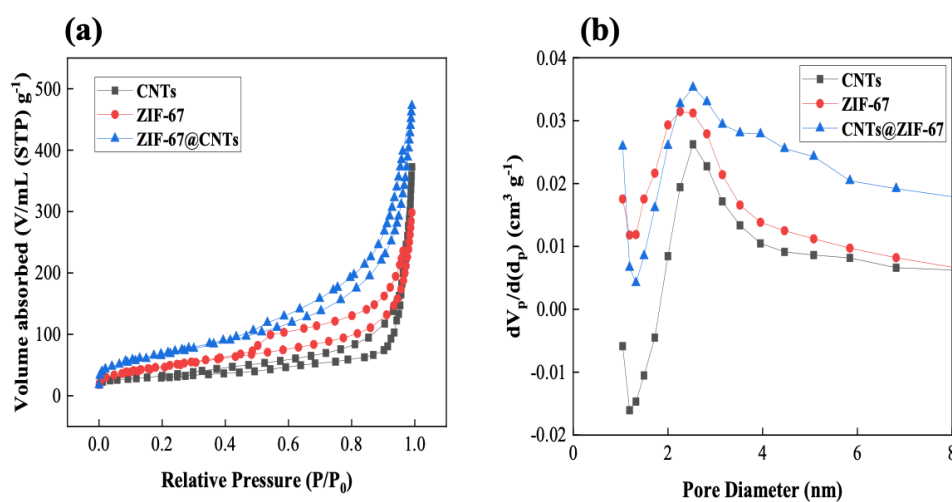 (a)
CNTs
ZIF-67
ZIF-67@CNTs
Volume absorbed (V/mL (STP) g⁻¹)
500
400
300
200
100
0
0.0 0.2 0.4 0.6 0.8 1.0
Relative Pressure (P/P₀)
(b)
CNTs
ZIF-67
CNTs@ZIF-67
dVₚ/d(dₚ) (cm³ g⁻¹)
0.04
0.03
0.02
0.01
0.00
-0.01
-0.02
0 2 4 6 8
Pore Diameter (nm)